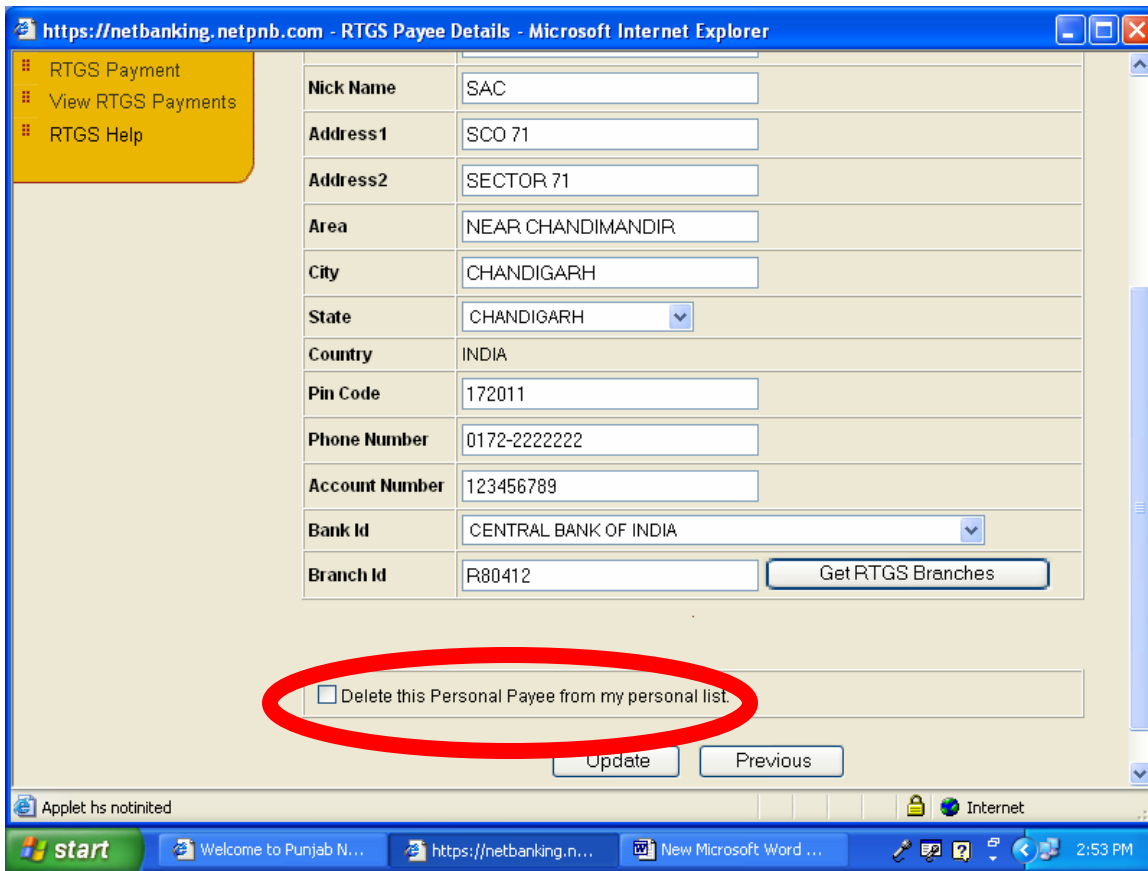 https://netbanking.netpnb.com - RTGS Payee Details - Microsoft Internet Explorer
RTGS Payment
View RTGS Payments
RTGS Help
Nick Name SAC
Address1 SCO 71
Address2 SECTOR 71
Area NEAR CHANDIMANDIR
City CHANDIGARH
State CHANDIGARH
Country INDIA
Pin Code 172011
Phone Number 0172-2222222
Account Number 123456789
Bank Id CENTRAL BANK OF INDIA
Branch Id R80412 Get RTGS Branches
Delete this Personal Payee from my personal list.
Update Previous
Applet hs notinited Internet
start Welcome to Punjab N... https://netbanking.n... New Microsoft Word ... 2:53 PM